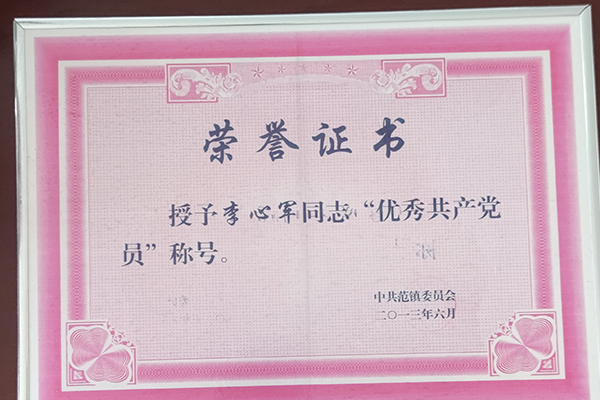 荣誉证书
授予李心军同志“优秀共产党
员”称号。
中共范镇委员会
二〇一三年六月